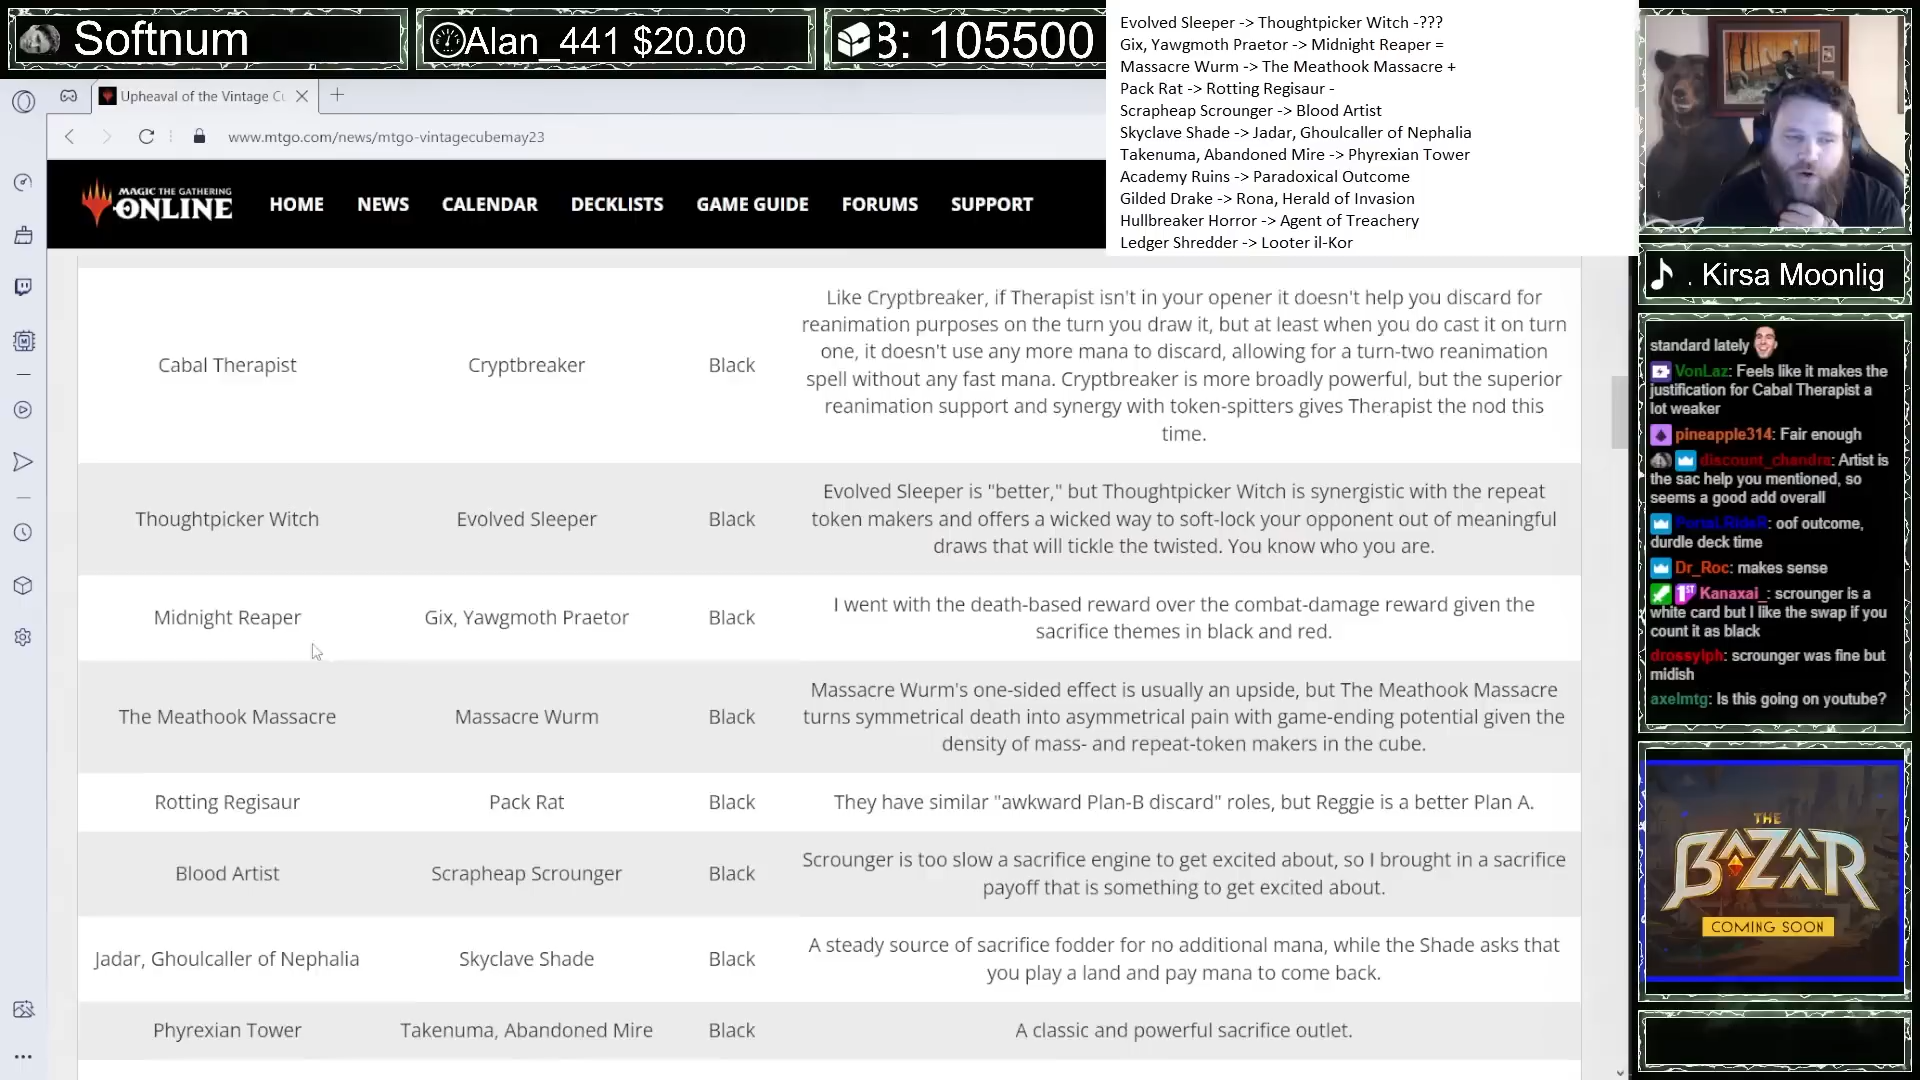 Softnum
Alan_441 $20.00
3: 105500
Evolved Sleeper -> Thoughtpicker Witch -???
Gix, Yawgmoth Praetor -> Midnight Reaper =
Massacre Wurm -> The Meathook Massacre +
Pack Rat -> Rotting Regisaur -
Scrapheap Scrounger -> Blood Artist
Skyclave Shade -> Jadar, Ghoulcaller of Nephalia
Takenuma, Abandoned Mire -> Phyrexian Tower
Academy Ruins -> Paradoxical Outcome
Gilded Drake -> Rona, Herald of Invasion
Hullbreaker Horror -> Agent of Treachery
Ledger Shredder -> Looter il-Kor
Upheaval of the Vintage Cu
www.mtgo.com/news/mtgo-vintagecubemay23
MAGIC THE GATHERING
ONLINE
HOME NEWS CALENDAR DECKLISTS GAME GUIDE FORUMS SUPPORT
Cabal Therapist
Cryptbreaker
Black
Like Cryptbreaker, if Therapist isn't in your opener it doesn't help you discard for
reanimation purposes on the turn you draw it, but at least when you do cast it on turn
one, it doesn't use any more mana to discard, allowing for a turn-two reanimation
spell without any fast mana. Cryptbreaker is more broadly powerful, but the superior
reanimation support and synergy with token-spitters gives Therapist the nod this
time.
Thoughtpicker Witch
Evolved Sleeper
Black
Evolved Sleeper is "better," but Thoughtpicker Witch is synergistic with the repeat
token makers and offers a wicked way to soft-lock your opponent out of meaningful
draws that will tickle the twisted. You know who you are.
Midnight Reaper
Gix, Yawgmoth Praetor
Black
I went with the death-based reward over the combat-damage reward given the
sacrifice themes in black and red.
The Meathook Massacre
Massacre Wurm
Black
Massacre Wurm's one-sided effect is usually an upside, but The Meathook Massacre
turns symmetrical death into asymmetrical pain with game-ending potential given the
density of mass- and repeat-token makers in the cube.
Rotting Regisaur
Pack Rat
Black
They have similar "awkward Plan-B discard" roles, but Reggie is a better Plan A.
Blood Artist
Scrapheap Scrounger
Black
Scrounger is too slow a sacrifice engine to get excited about, so I brought in a sacrifice
payoff that is something to get excited about.
Jadar, Ghoulcaller of Nephalia
Skyclave Shade
Black
A steady source of sacrifice fodder for no additional mana, while the Shade asks that
you play a land and pay mana to come back.
Phyrexian Tower
Takenuma, Abandoned Mire
Black
A classic and powerful sacrifice outlet.
. Kirsa Moonlig
standard lately
VonLaz: Feels like it makes the
justification for Cabal Therapist a
lot weaker
pineapple314: Fair enough
discount_chandra: Artist is
the sac help you mentioned, so
seems a good add overall
PortaLRideR: oof outcome,
durdle deck time
Dr_Roc: makes sense
1ST
Kanaxai_: scrounger is a
white card but I like the swap if you
count it as black
drossylph: scrounger was fine but
midish
axelmtg: Is this going on youtube?
THE
BAZAAR
COMING SOON